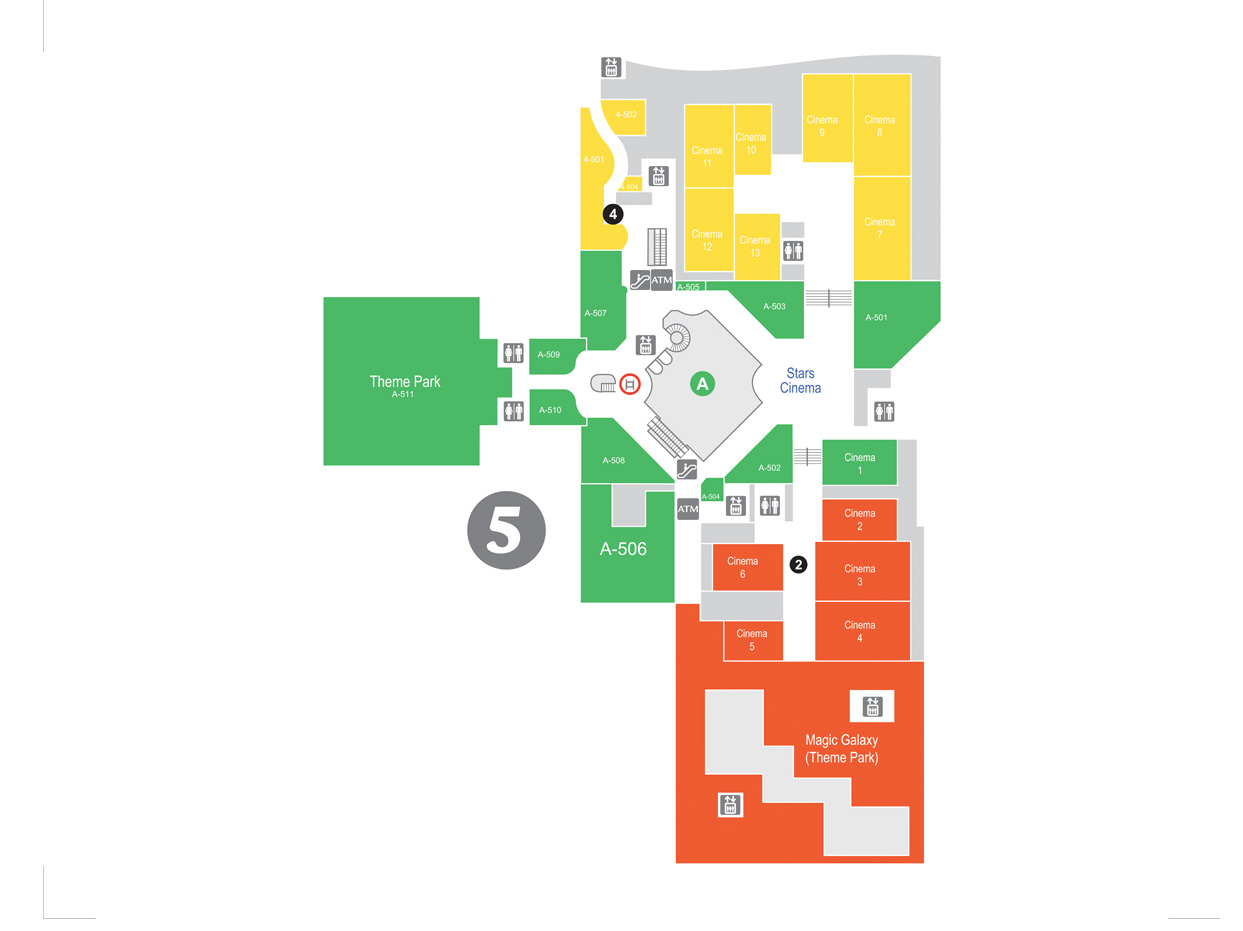 4-502
4-501
4-504
4
Cinema
11
Cinema
10
Cinema
9
Cinema
8
Cinema
12
Cinema
13
Cinema
7
ATM
A-505
A-503
A-501
A-507
A-509
Theme Park
A-511
A-510
A
Stars
Cinema
A-508
A-502
Cinema
1
A-504
ATM
5
A-506
Cinema
2
Cinema
6
2
Cinema
3
Cinema
5
Cinema
4
Magic Galaxy
(Theme Park)